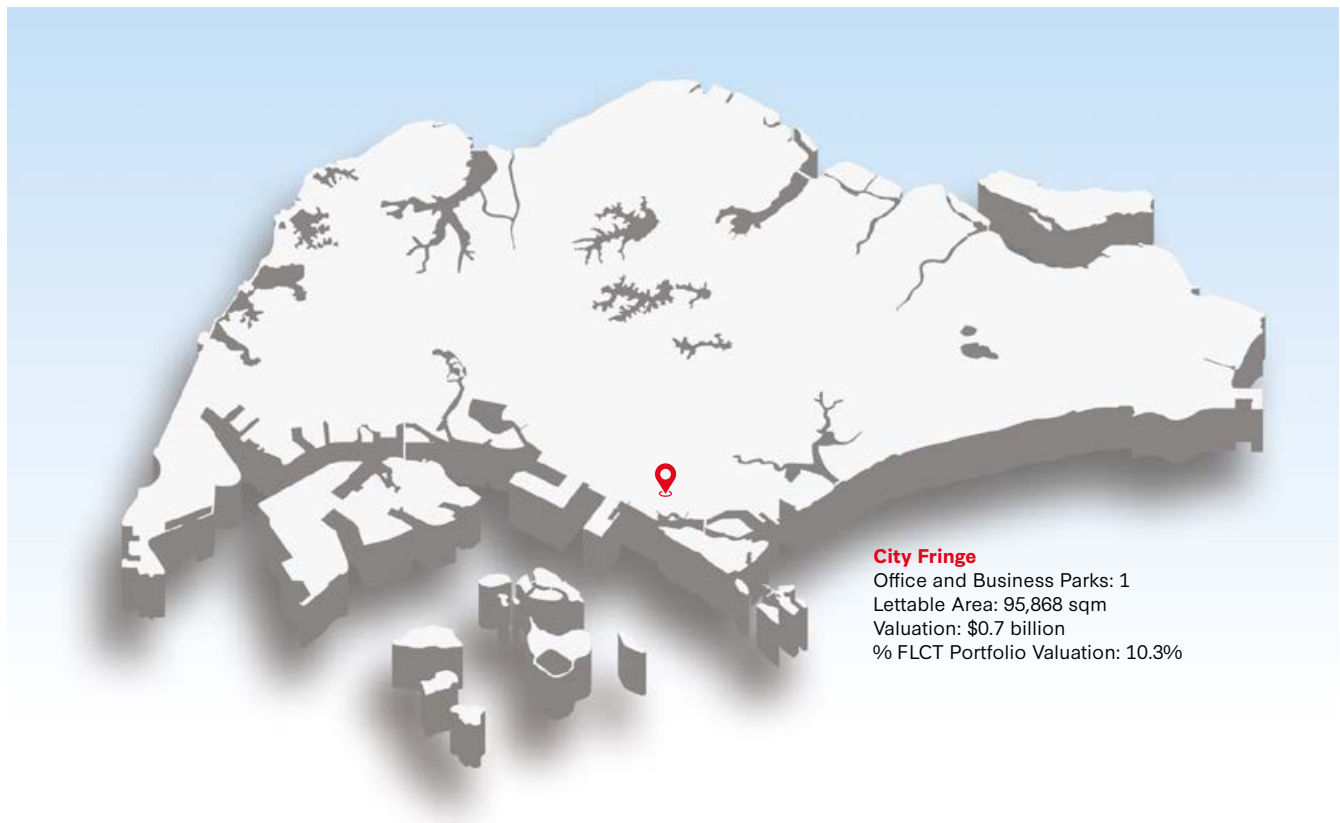 City Fringe
Office and Business Parks: 1
Lettable Area: 95,868 sqm
Valuation: $0.7 billion
% FLCT Portfolio Valuation: 10.3%